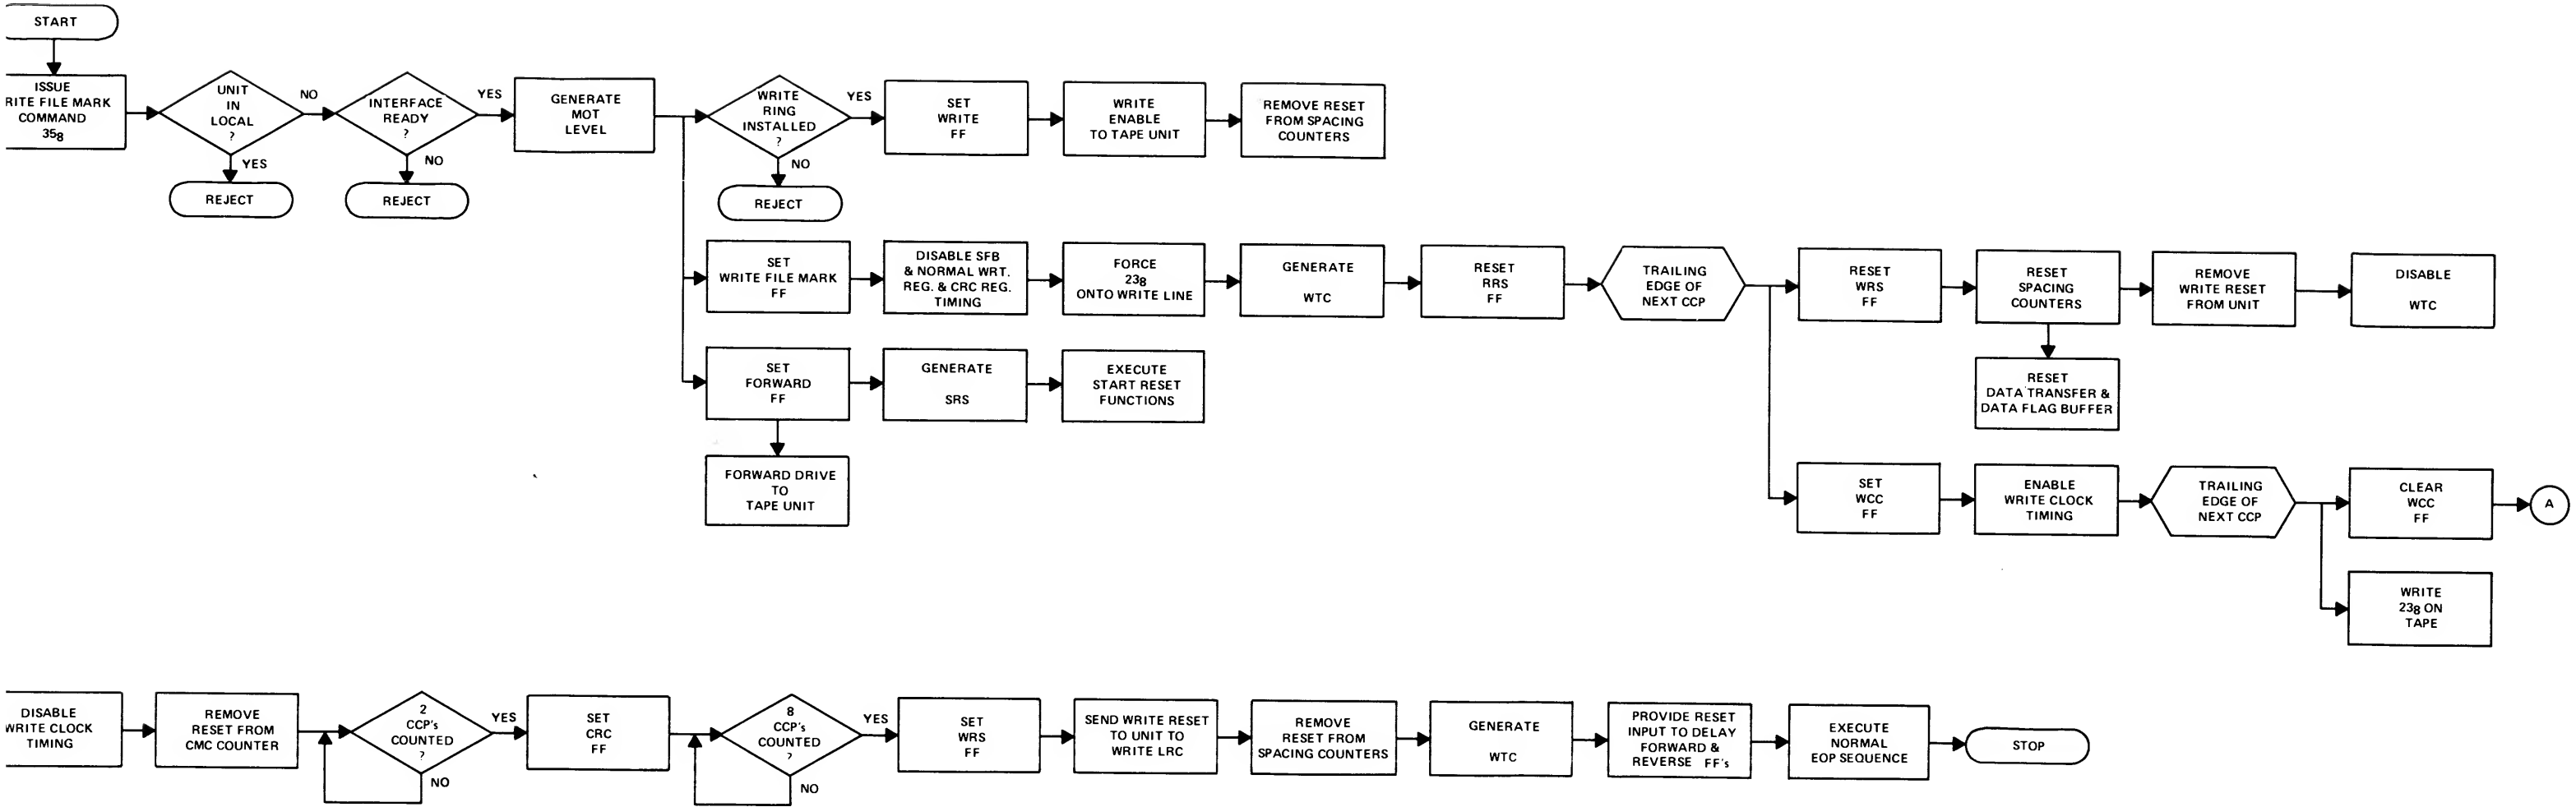 START
ISSUE
RITE FILE MARK
COMMAND
35₈
UNIT
IN
LOCAL
?
NO
YES
REJECT
INTERFACE
READY
?
YES
NO
REJECT
GENERATE
MOT
LEVEL
WRITE
RING
INSTALLED
?
YES
NO
REJECT
SET
WRITE
FF
WRITE
ENABLE
TO TAPE UNIT
REMOVE RESET
FROM SPACING
COUNTERS
SET
WRITE FILE MARK
FF
DISABLE SFB
& NORMAL WRT.
REG. & CRC REG.
TIMING
FORCE
23₈
ONTO WRITE LINE
GENERATE
WTC
RESET
RRS
FF
TRAILING
EDGE OF
NEXT CCP
RESET
WRS
FF
RESET
SPACING
COUNTERS
REMOVE
WRITE RESET
FROM UNIT
DISABLE
WTC
RESET
DATA TRANSFER &
DATA FLAG BUFFER
SET
FORWARD
FF
GENERATE
SRS
EXECUTE
START RESET
FUNCTIONS
FORWARD DRIVE
TO
TAPE UNIT
SET
WCC
FF
ENABLE
WRITE CLOCK
TIMING
TRAILING
EDGE OF
NEXT CCP
CLEAR
WCC
FF
A
WRITE
23₈ ON
TAPE
DISABLE
WRITE CLOCK
TIMING
REMOVE
RESET FROM
CMC COUNTER
2
CCP's
COUNTED
?
YES
NO
SET
CRC
FF
8
CCP's
COUNTED
?
YES
NO
SET
WRS
FF
SEND WRITE RESET
TO UNIT TO
WRITE LRC
REMOVE
RESET FROM
SPACING COUNTERS
GENERATE
WTC
PROVIDE RESET
INPUT TO DELAY
FORWARD &
REVERSE FF's
EXECUTE
NORMAL
EOP SEQUENCE
STOP